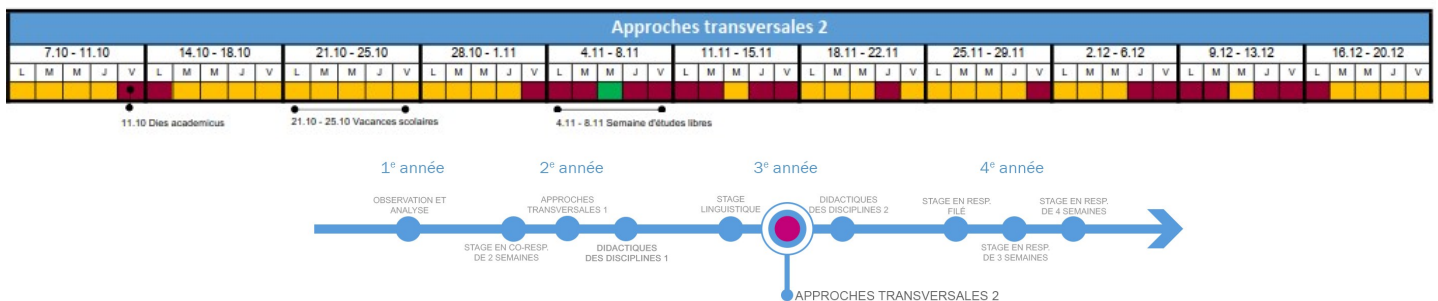 Approches transversales 2
7.10 - 11.10 14.10 - 18.10 21.10 - 25.10 28.10 - 1.11 4.11 - 8.11 11.11 - 15.11 18.11 - 22.11 25.11 - 29.11 2.12 - 6.12 9.12 - 13.12 16.12 - 20.12
L M M J V L M M J V L M M J V L M M J V L M M J V L M M J V L M M J V L M M J V L M M J V L M M J V L M M J V
11.10 Dies academicus
21.10 - 25.10 Vacances scolaires
4.11 - 8.11 Semaine d'études libres
1e année 2e année 3e année 4e année
OBSERVATION ET
ANALYSE
STAGE EN CO-RESP.
DE 2 SEMAINES
APPROCHES
TRANSVERSALES 1
DIDACTIQUES
DES DISCIPLINES 1
STAGE
LINGUISTIQUE
APPROCHES TRANSVERSALES 2
DIDACTIQUES
DES DISCIPLINES 2
STAGE EN RESP.
FILÉ
STAGE EN RESP.
DE 3 SEMAINES
STAGE EN RESP.
DE 4 SEMAINES